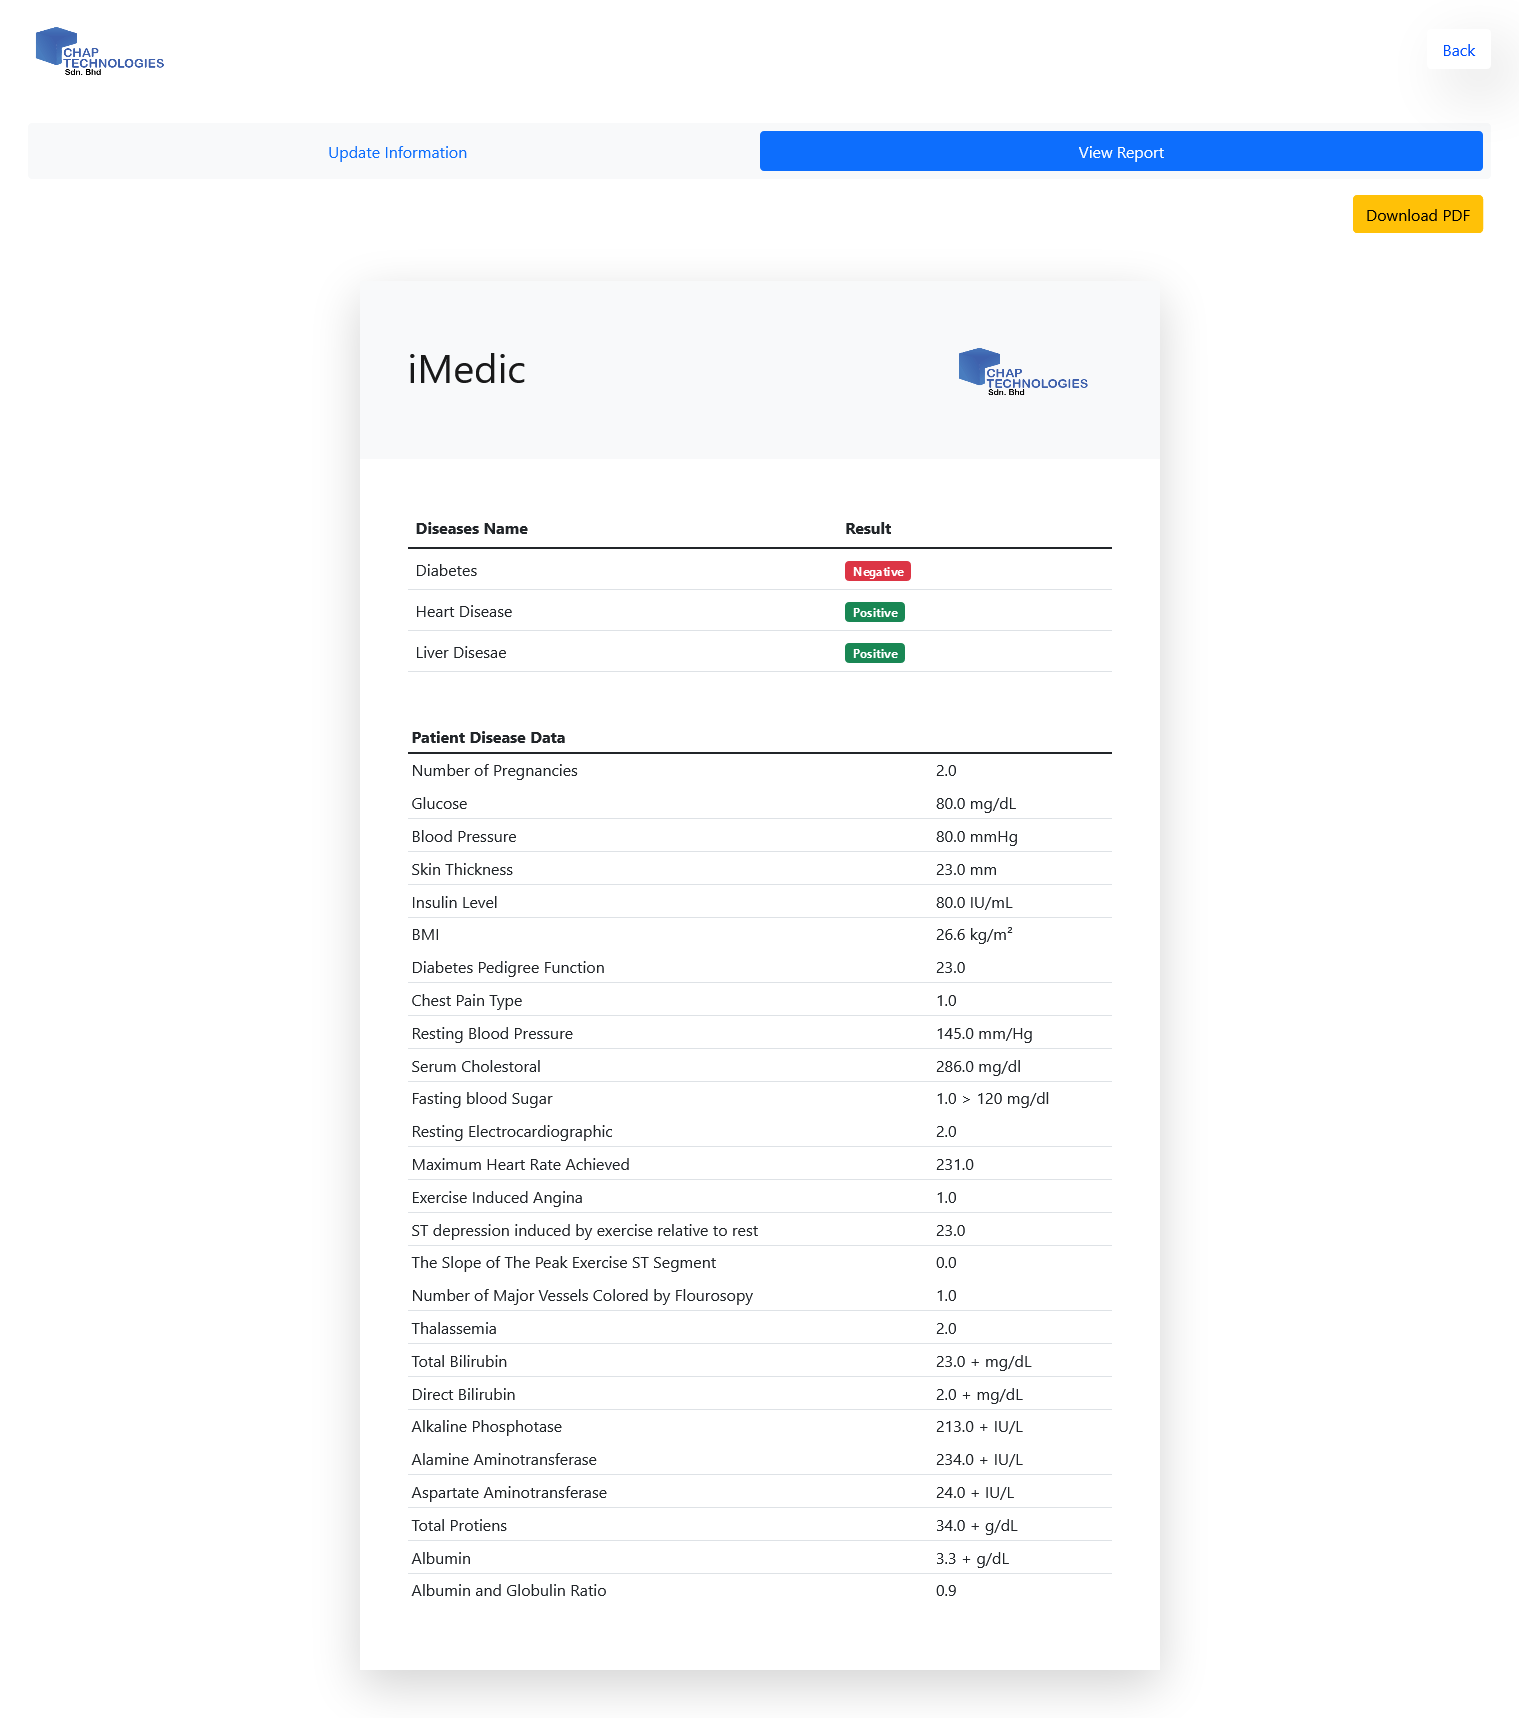 CHAP
TECHNOLOGIES
Sdn. Bhd
Back
Update Information
View Report
Download PDF
iMedic
CHAP
TECHNOLOGIES
Sdn. Bhd
Diseases Name Result
Diabetes Negative
Heart Disease Positive
Liver Disesae Positive
Patient Disease Data
Number of Pregnancies 2.0
Glucose 80.0 mg/dL
Blood Pressure 80.0 mmHg
Skin Thickness 23.0 mm
Insulin Level 80.0 IU/mL
BMI 26.6 kg/m²
Diabetes Pedigree Function 23.0
Chest Pain Type 1.0
Resting Blood Pressure 145.0 mm/Hg
Serum Cholestoral 286.0 mg/dl
Fasting blood Sugar 1.0 > 120 mg/dl
Resting Electrocardiographic 2.0
Maximum Heart Rate Achieved 231.0
Exercise Induced Angina 1.0
ST depression induced by exercise relative to rest 23.0
The Slope of The Peak Exercise ST Segment 0.0
Number of Major Vessels Colored by Flourosopy 1.0
Thalassemia 2.0
Total Bilirubin 23.0 + mg/dL
Direct Bilirubin 2.0 + mg/dL
Alkaline Phosphotase 213.0 + IU/L
Alamine Aminotransferase 234.0 + IU/L
Aspartate Aminotransferase 24.0 + IU/L
Total Protiens 34.0 + g/dL
Albumin 3.3 + g/dL
Albumin and Globulin Ratio 0.9